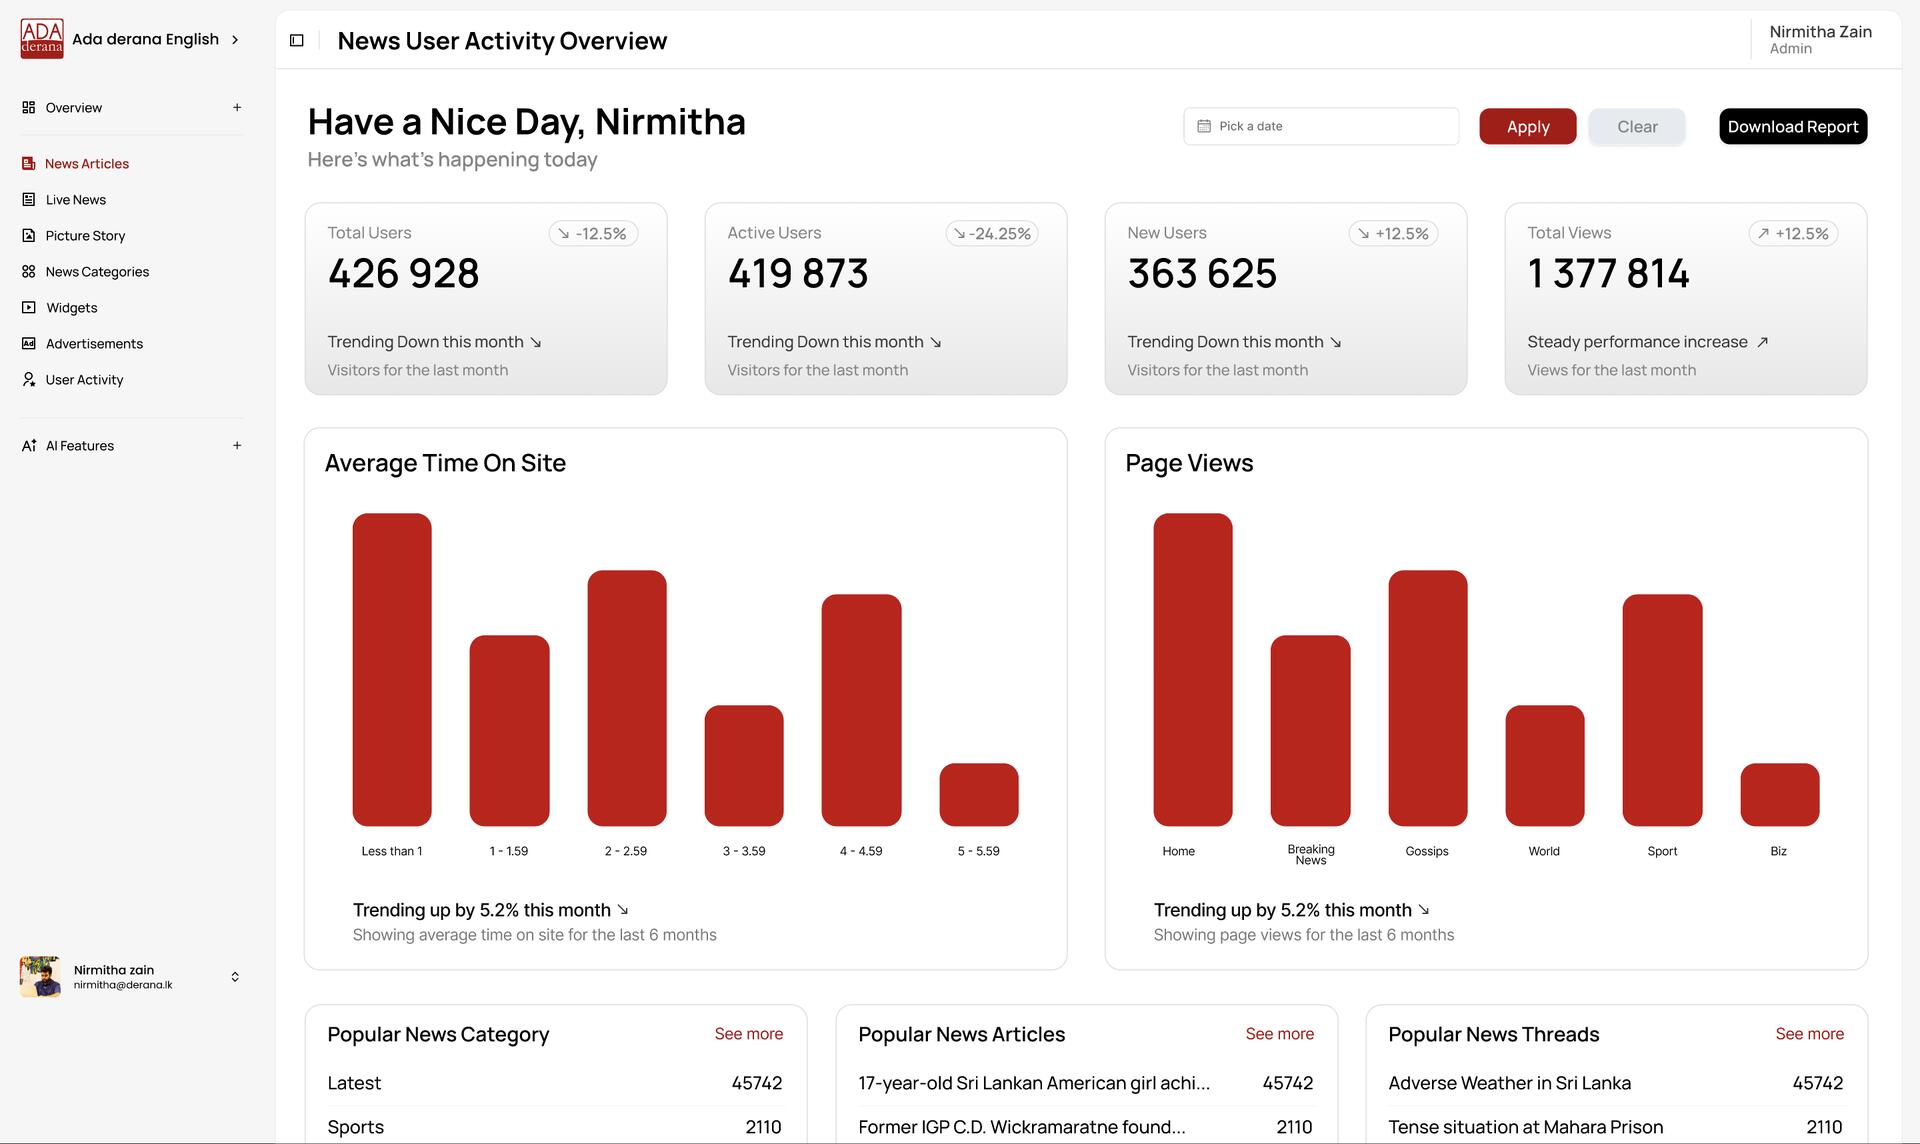 ADA
derana
Ada derana English
Overview
News Articles
Live News
Picture Story
News Categories
Widgets
Ad
Advertisements
User Activity
AI Features
Nirmitha zain
nirmitha@derana.lk
News User Activity Overview
Nirmitha Zain
Admin
Have a Nice Day, Nirmitha
Here's what's happening today
Pick a date
Apply
Clear
Download Report
Total Users
-12.5%
426 928
Trending Down this month
Visitors for the last month
Active Users
-24.25%
419 873
Trending Down this month
Visitors for the last month
New Users
+12.5%
363 625
Trending Down this month
Visitors for the last month
Total Views
+12.5%
1 377 814
Steady performance increase
Views for the last month
Average Time On Site
Less than 1
1 - 1.59
2 - 2.59
3 - 3.59
4 - 4.59
5 - 5.59
Trending up by 5.2% this month
Showing average time on site for the last 6 months
Page Views
Home
Breaking
News
Gossips
World
Sport
Biz
Trending up by 5.2% this month
Showing page views for the last 6 months
Popular News Category
See more
Latest 45742
Sports 2110
Popular News Articles
See more
17-year-old Sri Lankan American girl achi... 45742
Former IGP C.D. Wickramaratne found... 2110
Popular News Threads
See more
Adverse Weather in Sri Lanka 45742
Tense situation at Mahara Prison 2110